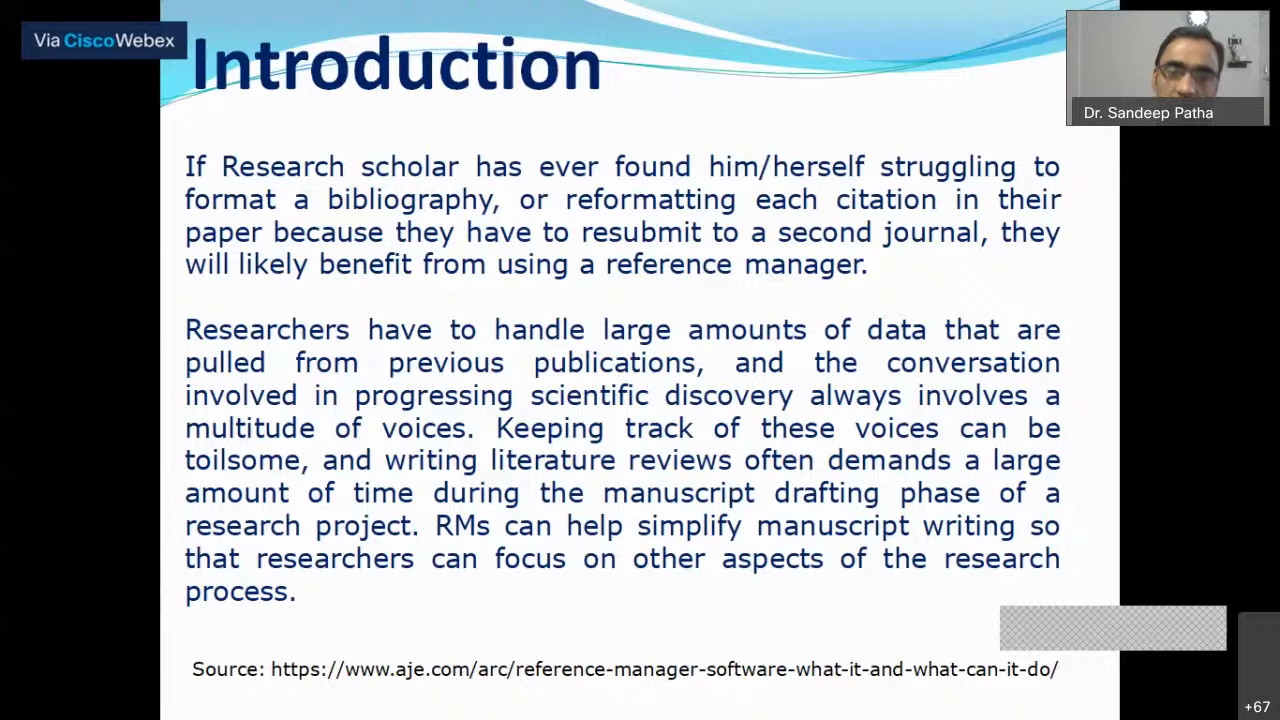 Via CiscoWebex
Introduction
Dr. Sandeep Patha
If Research scholar has ever found him/herself struggling to
format a bibliography, or reformatting each citation in their
paper because they have to resubmit to a second journal, they
will likely benefit from using a reference manager.
Researchers have to handle large amounts of data that are
pulled from previous publications, and the conversation
involved in progressing scientific discovery always involves a
multitude of voices. Keeping track of these voices can be
toilsome, and writing literature reviews often demands a large
amount of time during the manuscript drafting phase of a
research project. RMs can help simplify manuscript writing so
that researchers can focus on other aspects of the research
process.
Source: https://www.aje.com/arc/reference-manager-software-what-it-and-what-can-it-do/
+67